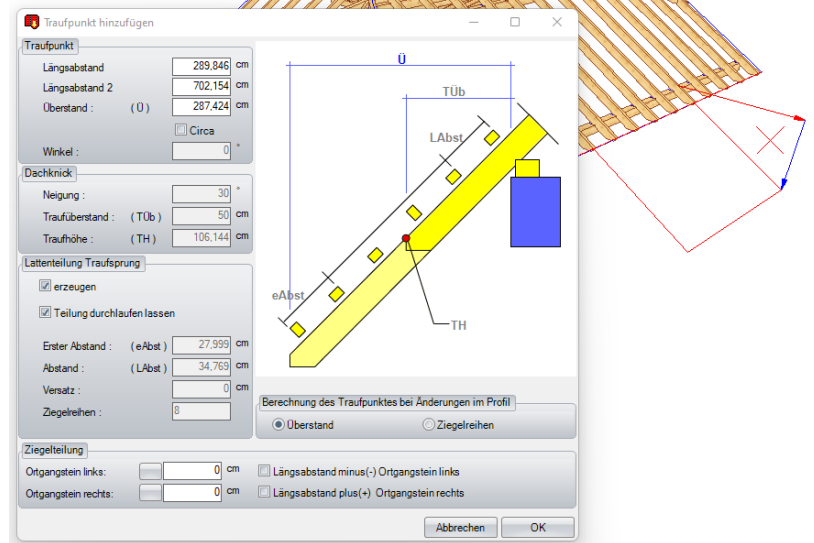 Traufpunkt hinzufügen
Traufpunkt
Längsabstand 289,846 cm
Längsabstand 2 702,154 cm
Überstand : (Ü) 287,424 cm
Circa
Winkel : 0 °
Dachknick
Neigung : 30 °
Traufüberstand : (TÜb) 50 cm
Traufhöhe : (TH) 106,144 cm
Lattenteilung Traufsprung
erzeugen
Teilung durchlaufen lassen
Erster Abstand : (eAbst) 27,999 cm
Abstand : (LAbst) 34,769 cm
Versatz : 0 cm
Ziegelreihen : 8
Ü
TÜb
LAbst
eAbst
TH
Berechnung des Traufpunktes bei Änderungen im Profil
Überstand Ziegelreihen
Ziegelteilung
Ortgangstein links: 0 cm Längsabstand minus(-) Ortgangstein links
Ortgangstein rechts: 0 cm Längsabstand plus(+) Ortgangstein rechts
Abbrechen OK